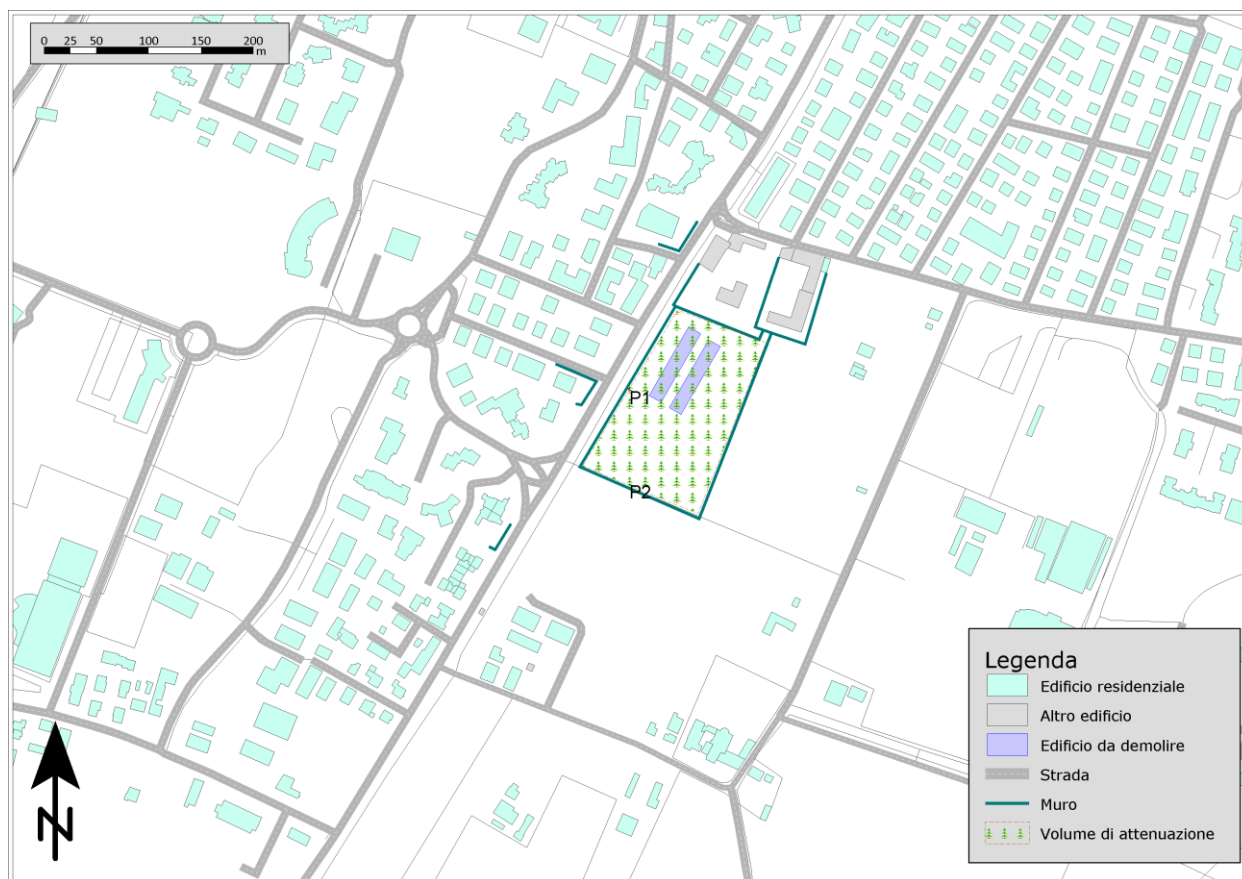 0 25 50 100 150 200
m
P1
P2
Legenda
Edificio residenziale
Altro edificio
Edificio da demolire
Strada
Muro
Volume di attenuazione
N